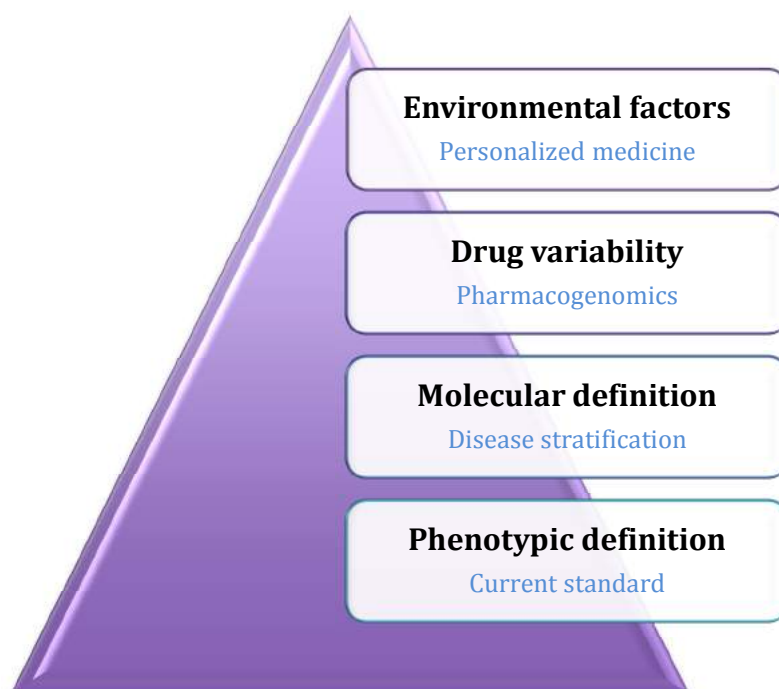 Environmental factors
Personalized medicine
Drug variability
Pharmacogenomics
Molecular definition
Disease stratification
Phenotypic definition
Current standard